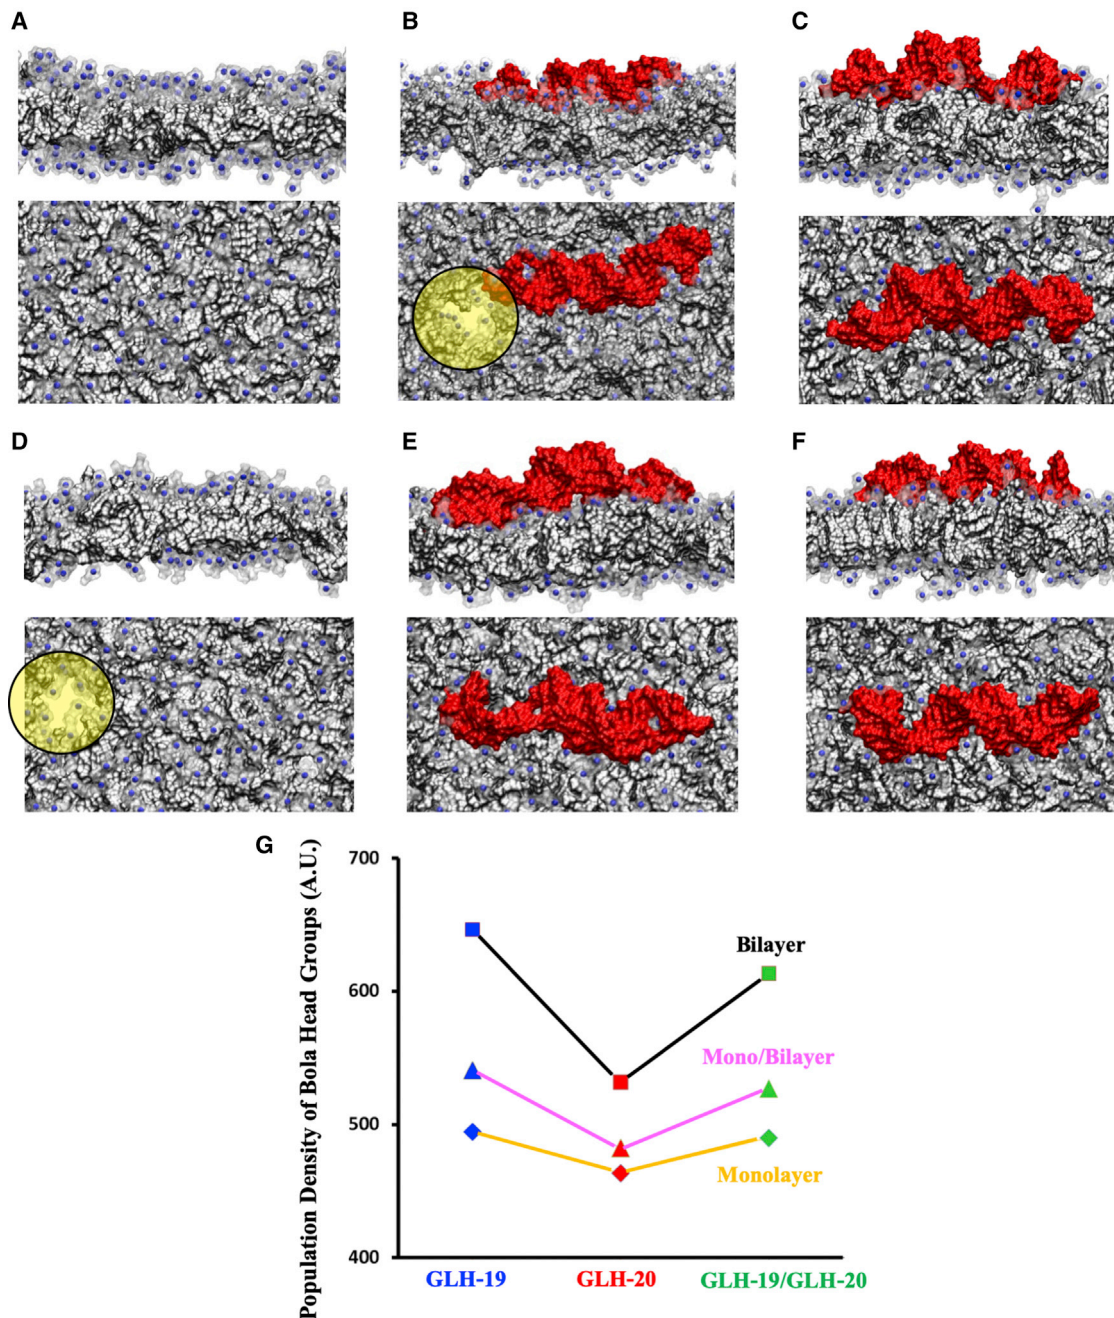 A
B
C
D
E
F
G
Population Density of Bola Head Groups (A.U.)
700
600
500
400
Bilayer
Mono/Bilayer
Monolayer
GLH-19
GLH-20
GLH-19/GLH-20